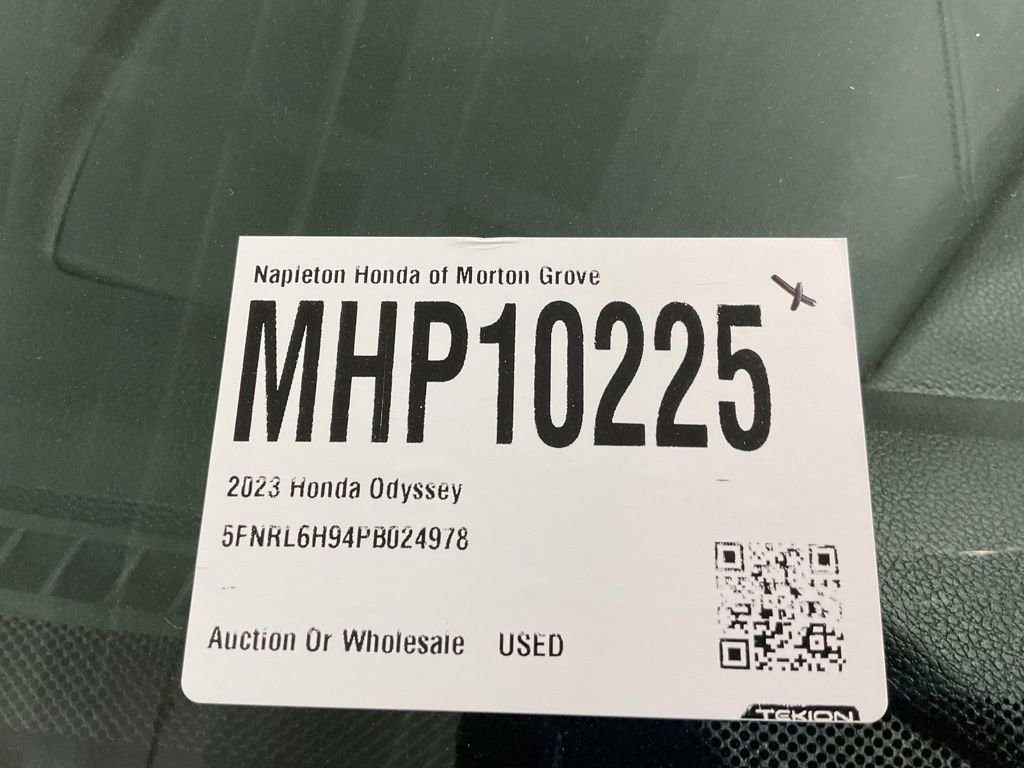 Napleton Honda of Morton Grove
MHP10225
2023 Honda Odyssey
5FNRL6H94PB024978
Auction Or Wholesale USED
TEKION